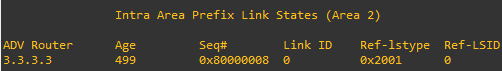 Intra Area Prefix Link States (Area 2)
ADV Router Age Seq# Link ID Ref-lstype Ref-LSID
3.3.3.3 499 0x80000008 0 0x2001 0